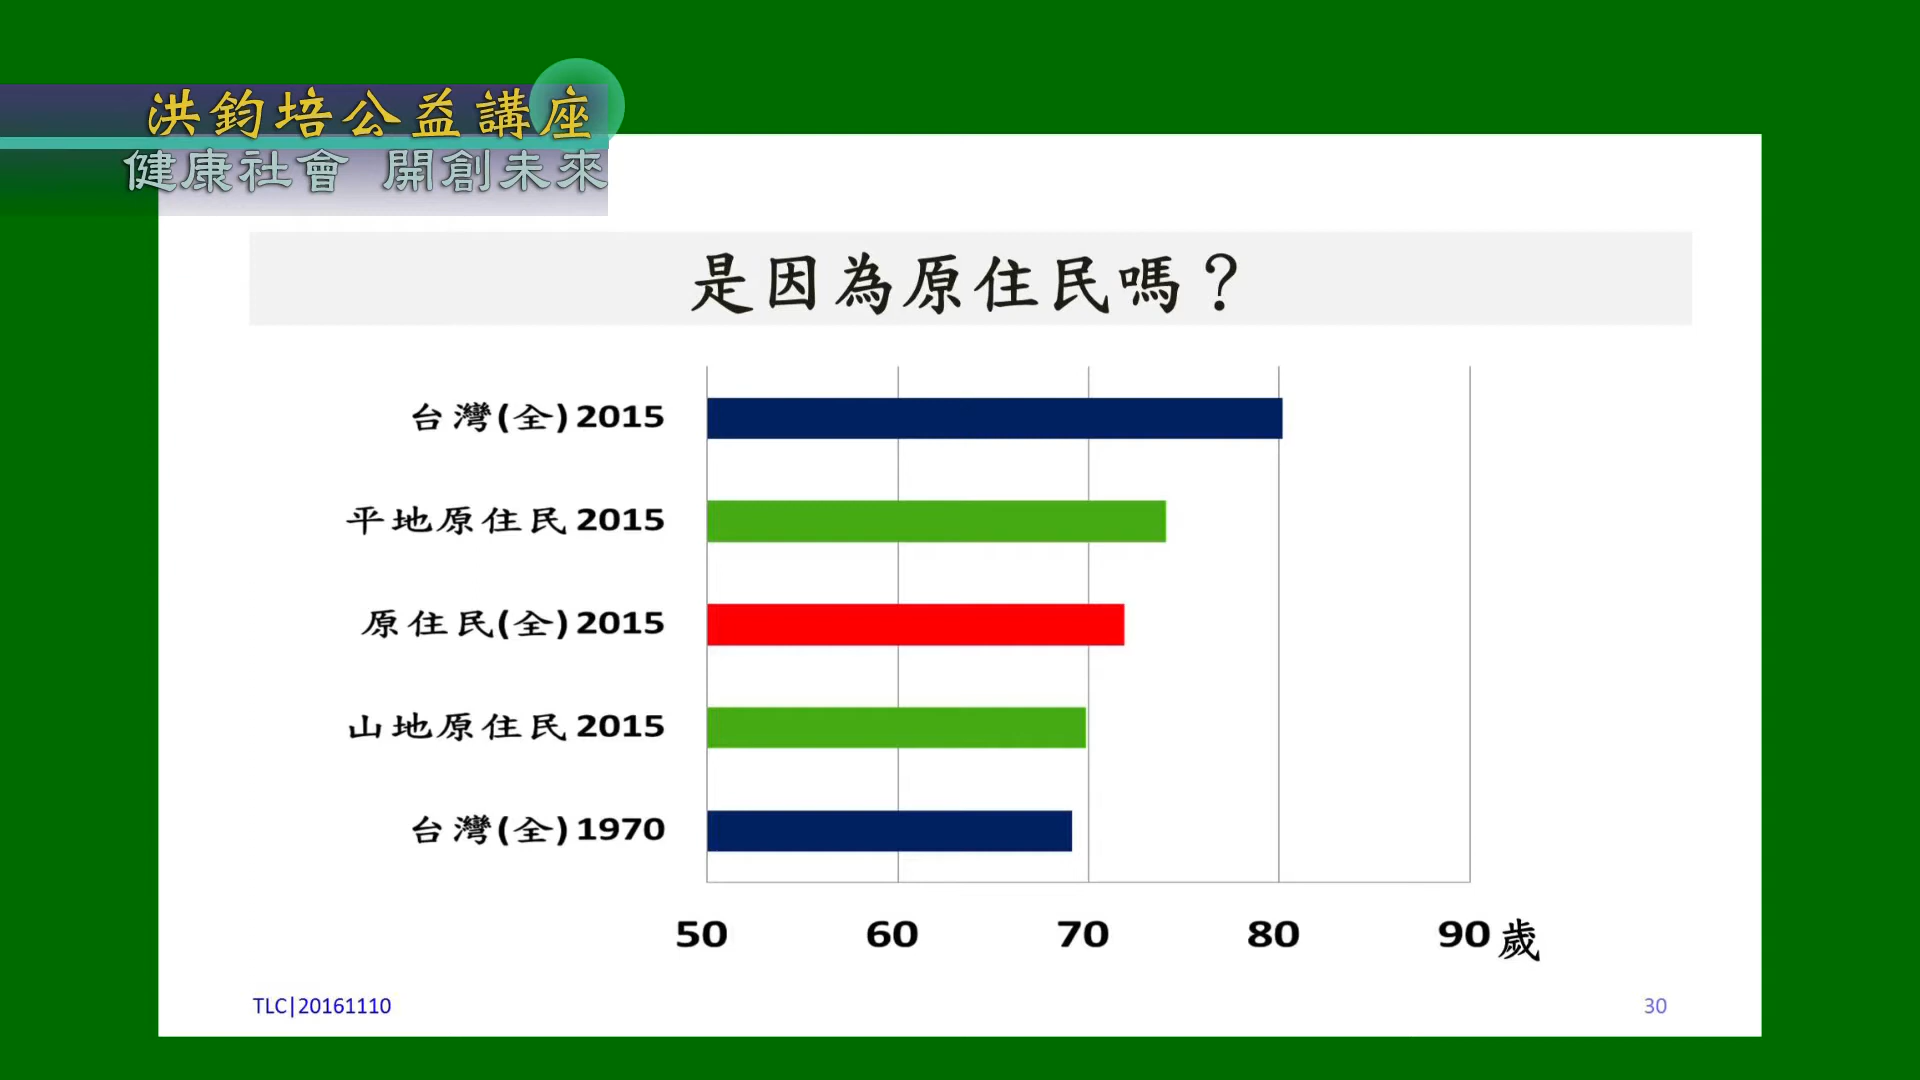 洪鈞培公益講座
健康社會 開創未來
是因為原住民嗎？
台灣(全)2015
平地原住民2015
原住民(全)2015
山地原住民2015
台灣(全)1970
50 60 70 80 90歲
TLC|20161110
30